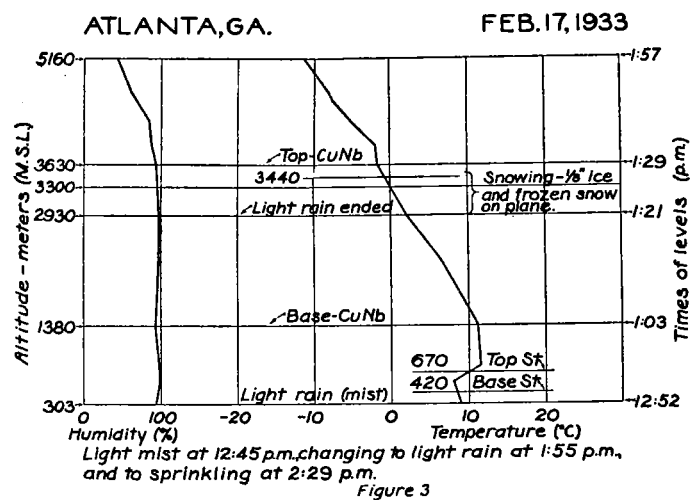 ATLANTA, GA. FEB. 17, 1933
5160 1:57
Top-CuNb
3630 1:29
3440 Snowing-⅛" Ice
3300 and frozen snow
on plane.
2930 Light rain ended 1:21
Altitude - meters (M.S.L.)
Times of levels (p.m.)
Base-CuNb
1380 1:03
670 Top St.
420 Base St.
Light rain (mist)
303 12:52
0 100 -20 -10 0 10 20
Humidity (%) Temperature (°C)
Light mist at 12:45 p.m., changing to light rain at 1:55 p.m.,
and to sprinkling at 2:29 p.m.
Figure 3